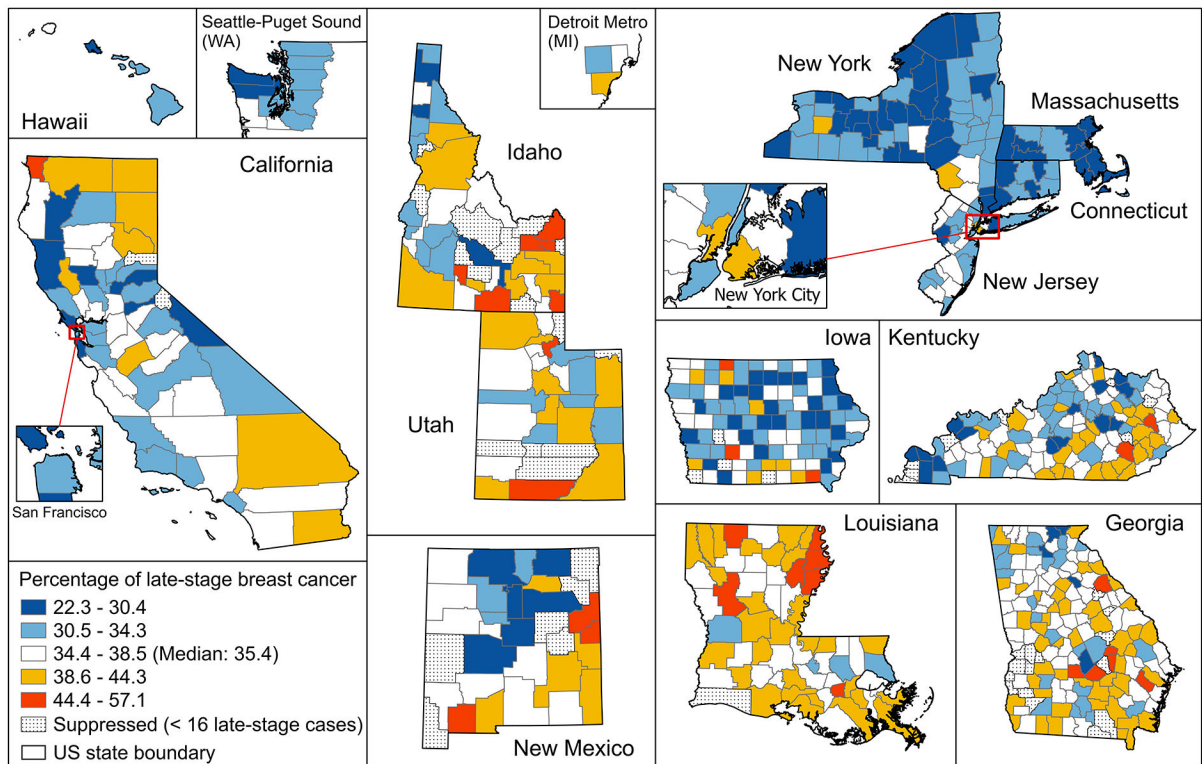 Hawaii
Seattle-Puget Sound
(WA)
Idaho
Utah
Detroit Metro
(MI)
New York
Massachusetts
Connecticut
New Jersey
New York City
California
San Francisco
Iowa
Kentucky
Louisiana
Georgia
New Mexico
Percentage of late-stage breast cancer
22.3 - 30.4
30.5 - 34.3
34.4 - 38.5 (Median: 35.4)
38.6 - 44.3
44.4 - 57.1
Suppressed (< 16 late-stage cases)
US state boundary